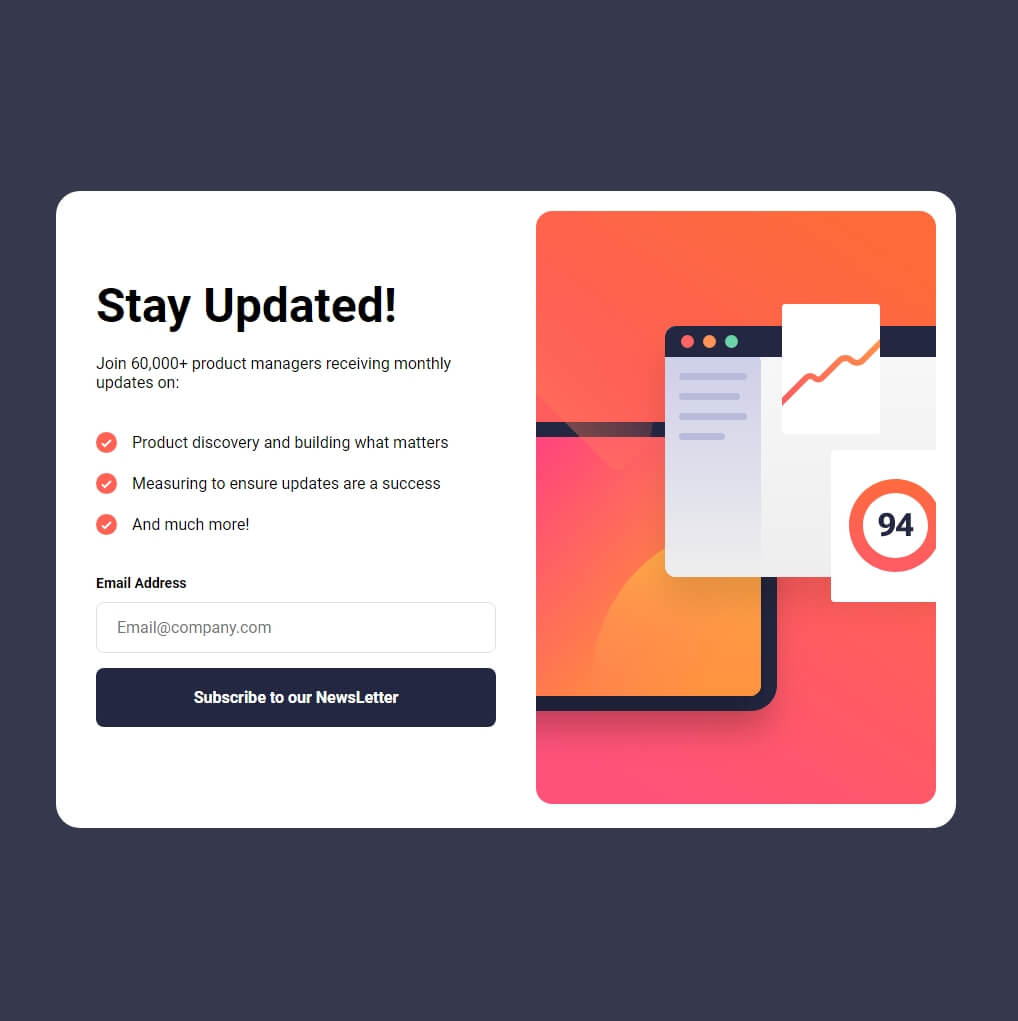 Stay Updated!
Join 60,000+ product managers receiving monthly
updates on:
Product discovery and building what matters
Measuring to ensure updates are a success
And much more!
Email Address
Email@company.com
Subscribe to our NewsLetter
94